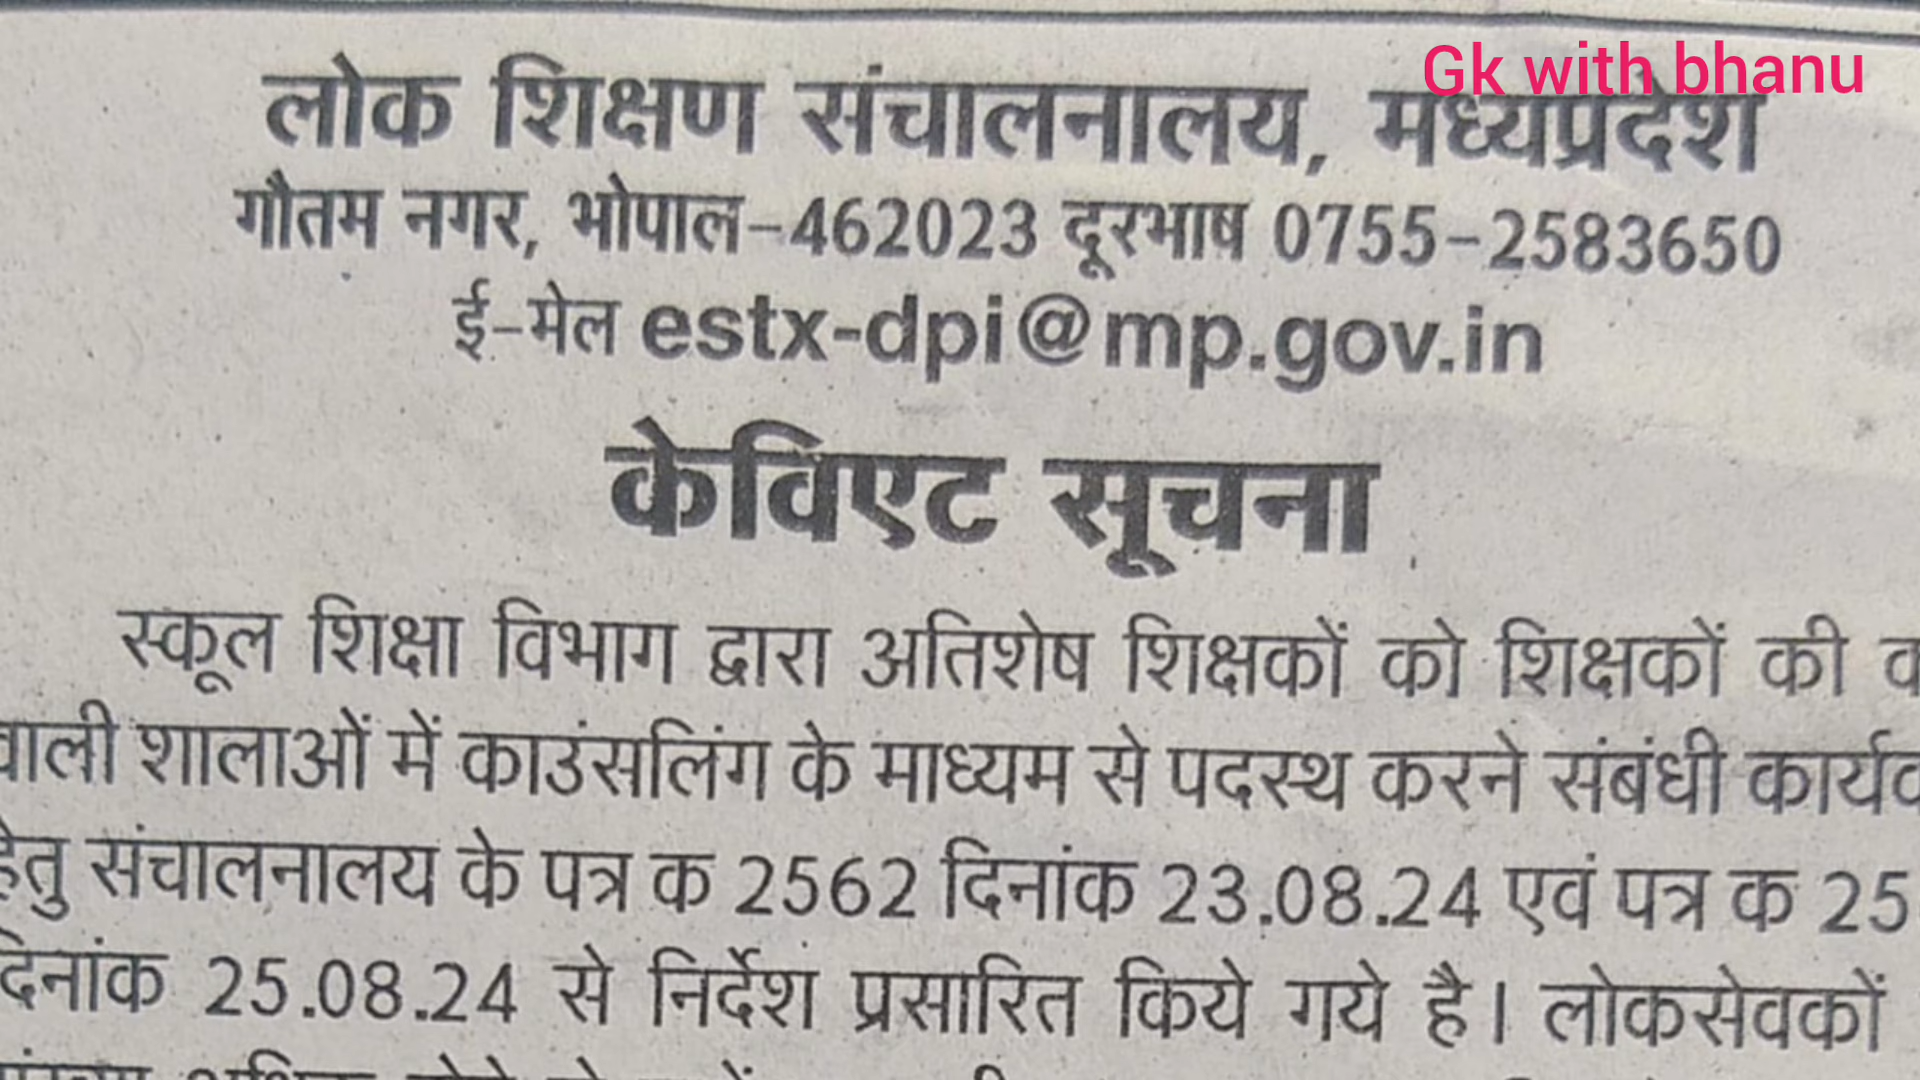 Gk with bhanu
लोक शिक्षण संचालनालय, मध्यप्रदेश
गौतम नगर, भोपाल-462023 दूरभाष 0755-2583650
ई-मेल estx-dpi@mp.gov.in
केविएट सूचना
स्कूल शिक्षा विभाग द्वारा अतिशेष शिक्षकों को शिक्षकों की
वाली शालाओं में काउंसलिंग के माध्यम से पदस्थ करने संबंधी
हेतु संचालनालय के पत्र क 2562 दिनांक 23.08.24 एवं पत्र क 25
दिनांक 25.08.24 से निर्देश प्रसारित किये गये है। लोकसेवकों